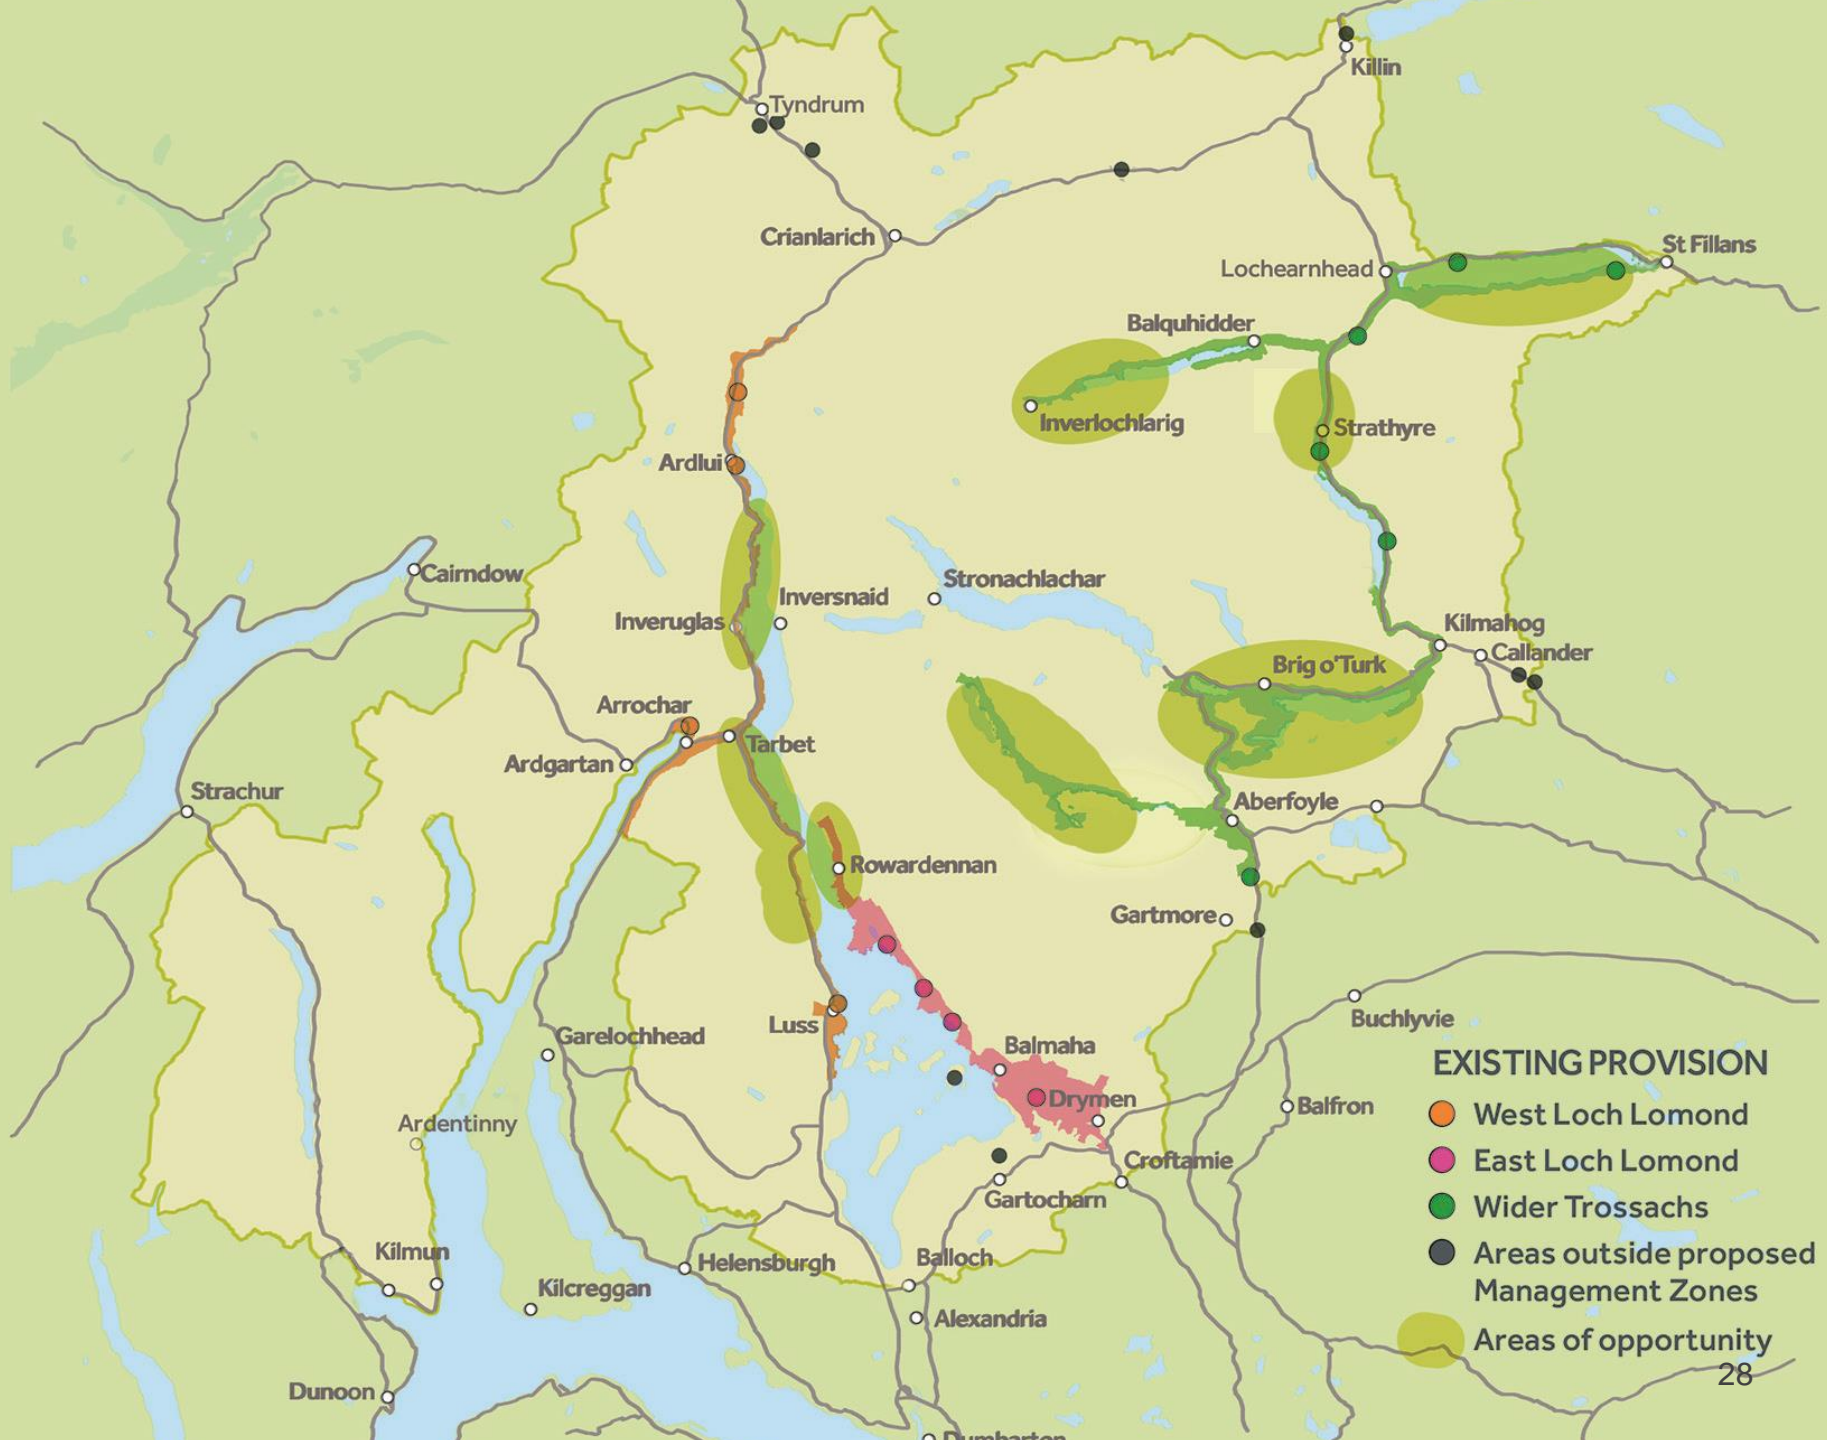 Killin
Tyndrum
Crianlarich
St Fillans
Lochearnhead
Balquhidder
Inverlochlarig
Strathyre
Ardlui
Cairndow
Stronachlachar
Inversnaid
Inveruglas
Kilmahog
Callander
Brig o'Turk
Arrochar
Tarbet
Ardgartan
Strachur
Aberfoyle
Rowardennan
Gartmore
Luss
Buchlyvie
Garelochhead
Balmaha
Drymen
Balfron
Ardentinny
Croftamie
Gartocharn
Kilmun
Helensburgh
Balloch
Kilcreggan
Alexandria
Dunoon
Dumbarton
EXISTING PROVISION
West Loch Lomond
East Loch Lomond
Wider Trossachs
Areas outside proposed
Management Zones
Areas of opportunity
28